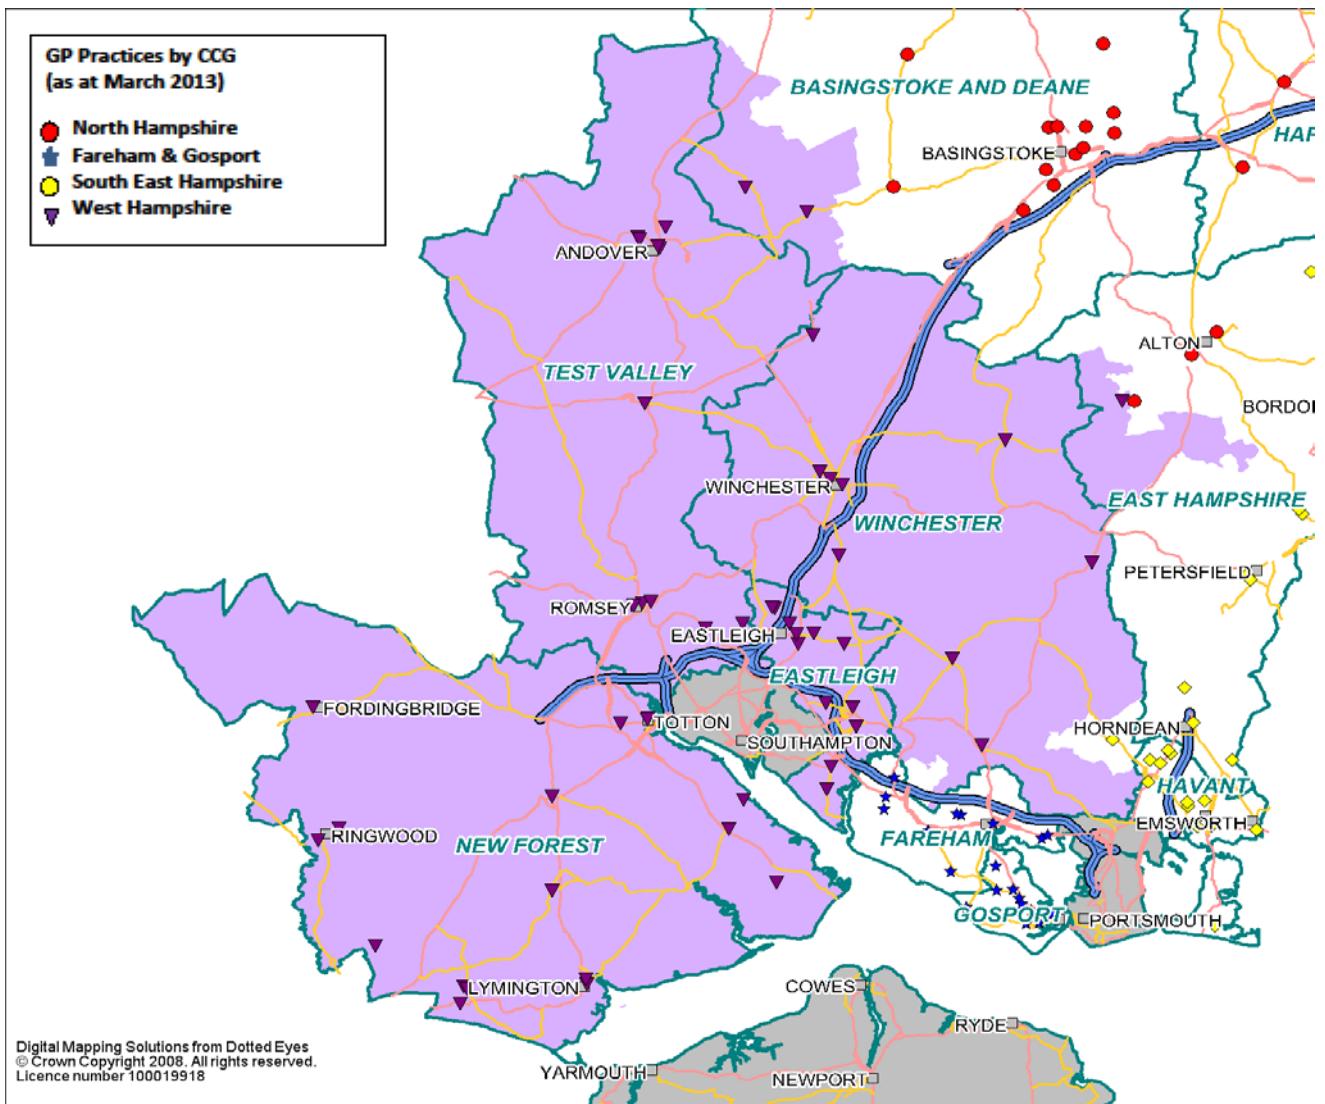 GP Practices by CCG
(as at March 2013)
North Hampshire
Fareham & Gosport
South East Hampshire
West Hampshire
BASINGSTOKE AND DEANE
HAR
BASINGSTOKE
ANDOVER
ALTON
TEST VALLEY
BORDO
WINCHESTER
EAST HAMPSHIRE
WINCHESTER
PETERSFIELD
ROMSEY
EASTLEIGH
EASTLEIGH
FORDINGBRIDGE
TOTTON
HORNDEAN
SOUTHAMPTON
HAVANT
EMSWORTH
RINGWOOD
FAREHAM
NEW FOREST
GOSPORT
PORTSMOUTH
LYMINGTON
COWES
RYDE
YARMOUTH
NEWPORT
Digital Mapping Solutions from Dotted Eyes
© Crown Copyright 2008. All rights reserved.
Licence number 100019918